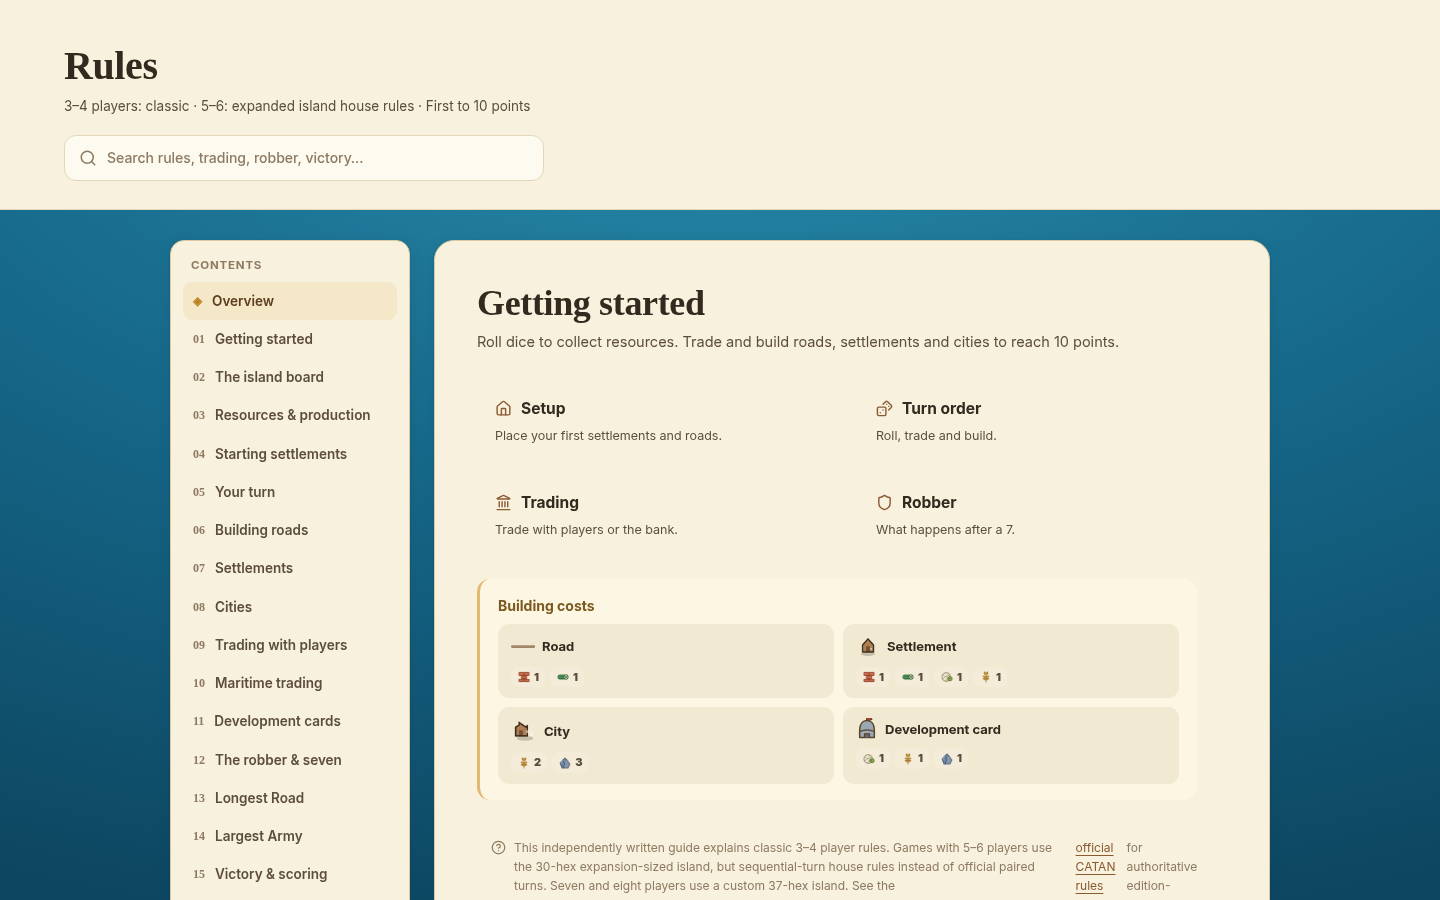 Rules
3–4 players: classic · 5–6: expanded island house rules · First to 10 points
Search rules, trading, robber, victory...
CONTENTS
Overview
01 Getting started
02 The island board
03 Resources & production
04 Starting settlements
05 Your turn
06 Building roads
07 Settlements
08 Cities
09 Trading with players
10 Maritime trading
11 Development cards
12 The robber & seven
13 Longest Road
14 Largest Army
15 Victory & scoring
Getting started
Roll dice to collect resources. Trade and build roads, settlements and cities to reach 10 points.
Setup
Place your first settlements and roads.
Turn order
Roll, trade and build.
Trading
Trade with players or the bank.
Robber
What happens after a 7.
Building costs
Road
1 1
Settlement
1 1 1 1
City
2 3
Development card
1 1 1
This independently written guide explains classic 3–4 player rules. Games with 5–6 players use
the 30-hex expansion-sized island, but sequential-turn house rules instead of official paired
turns. Seven and eight players use a custom 37-hex island. See the
official
CATAN
rules
for
authoritative
edition-